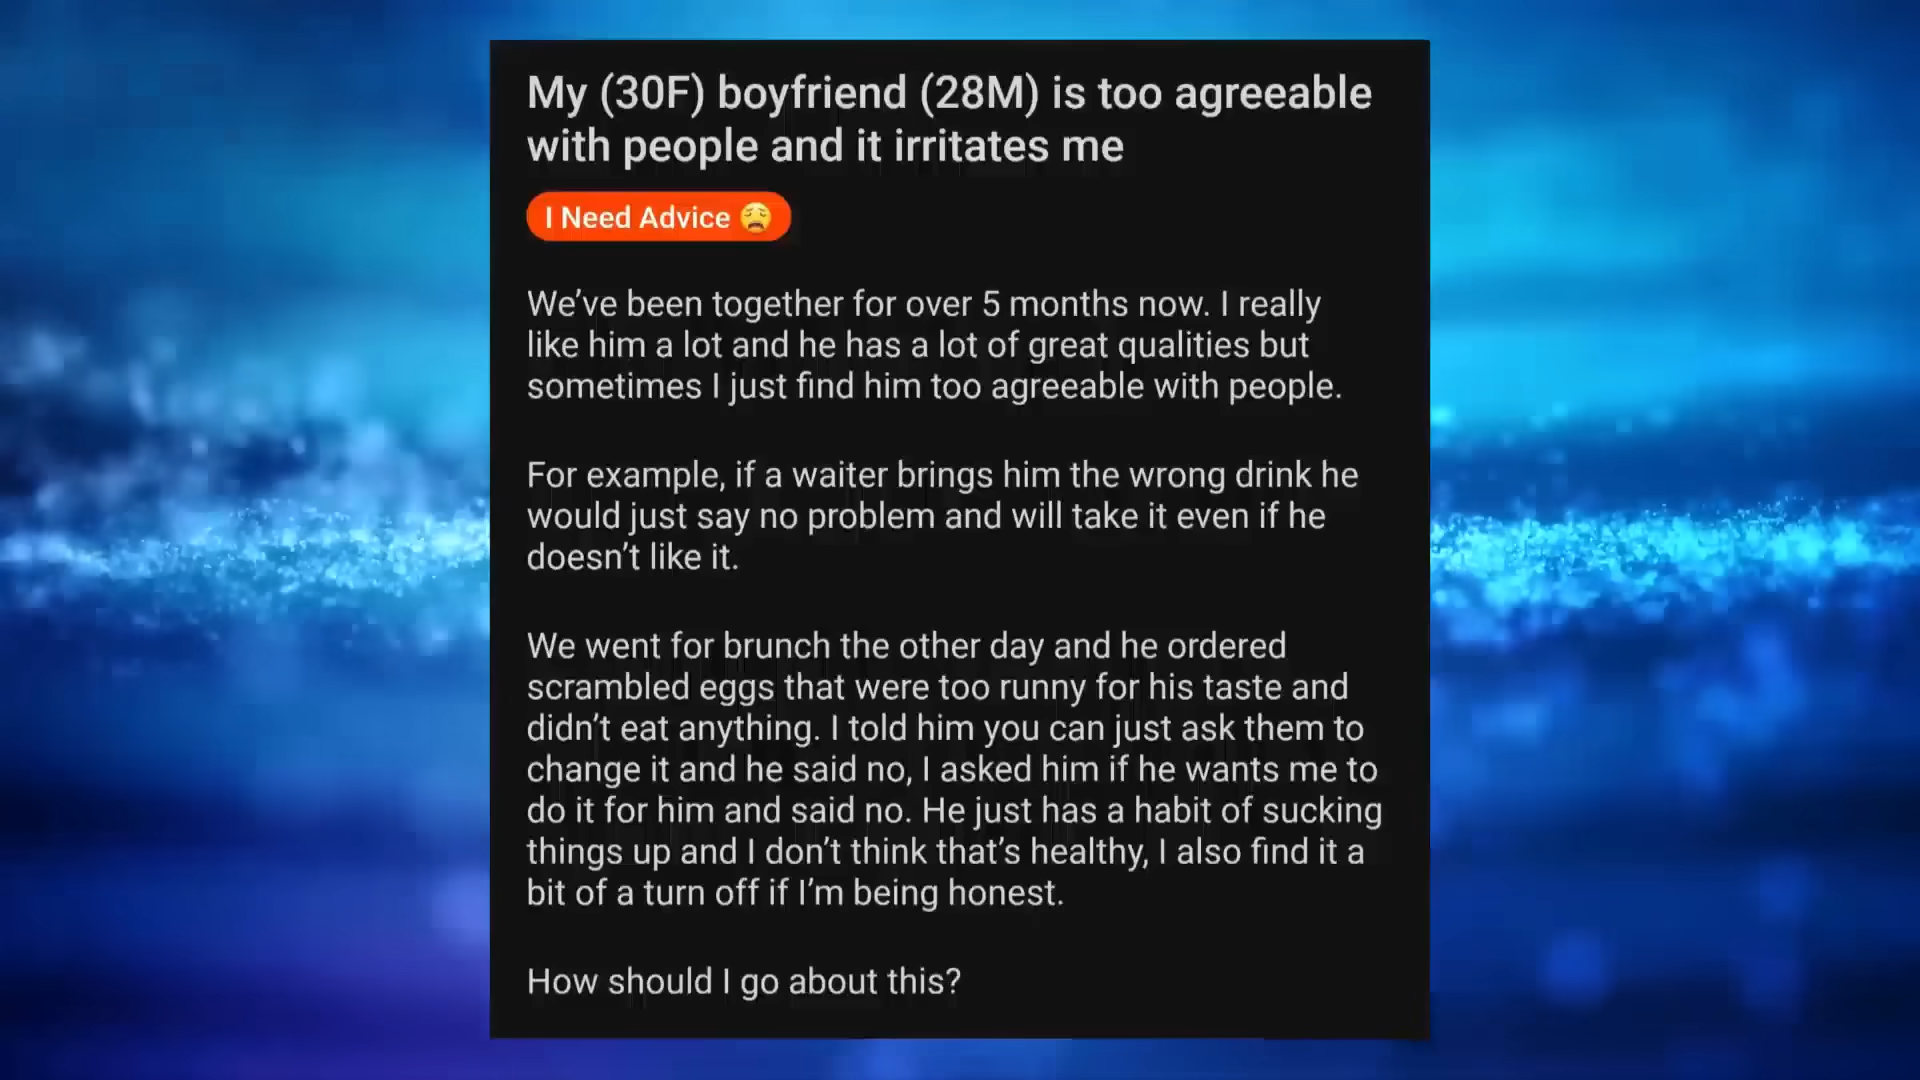 My (30F) boyfriend (28M) is too agreeable
with people and it irritates me
I Need Advice 😩
We’ve been together for over 5 months now. I really
like him a lot and he has a lot of great qualities but
sometimes I just find him too agreeable with people.
For example, if a waiter brings him the wrong drink he
would just say no problem and will take it even if he
doesn’t like it.
We went for brunch the other day and he ordered
scrambled eggs that were too runny for his taste and
didn’t eat anything. I told him you can just ask them to
change it and he said no, I asked him if he wants me to
do it for him and said no. He just has a habit of sucking
things up and I don’t think that’s healthy, I also find it a
bit of a turn off if I’m being honest.
How should I go about this?